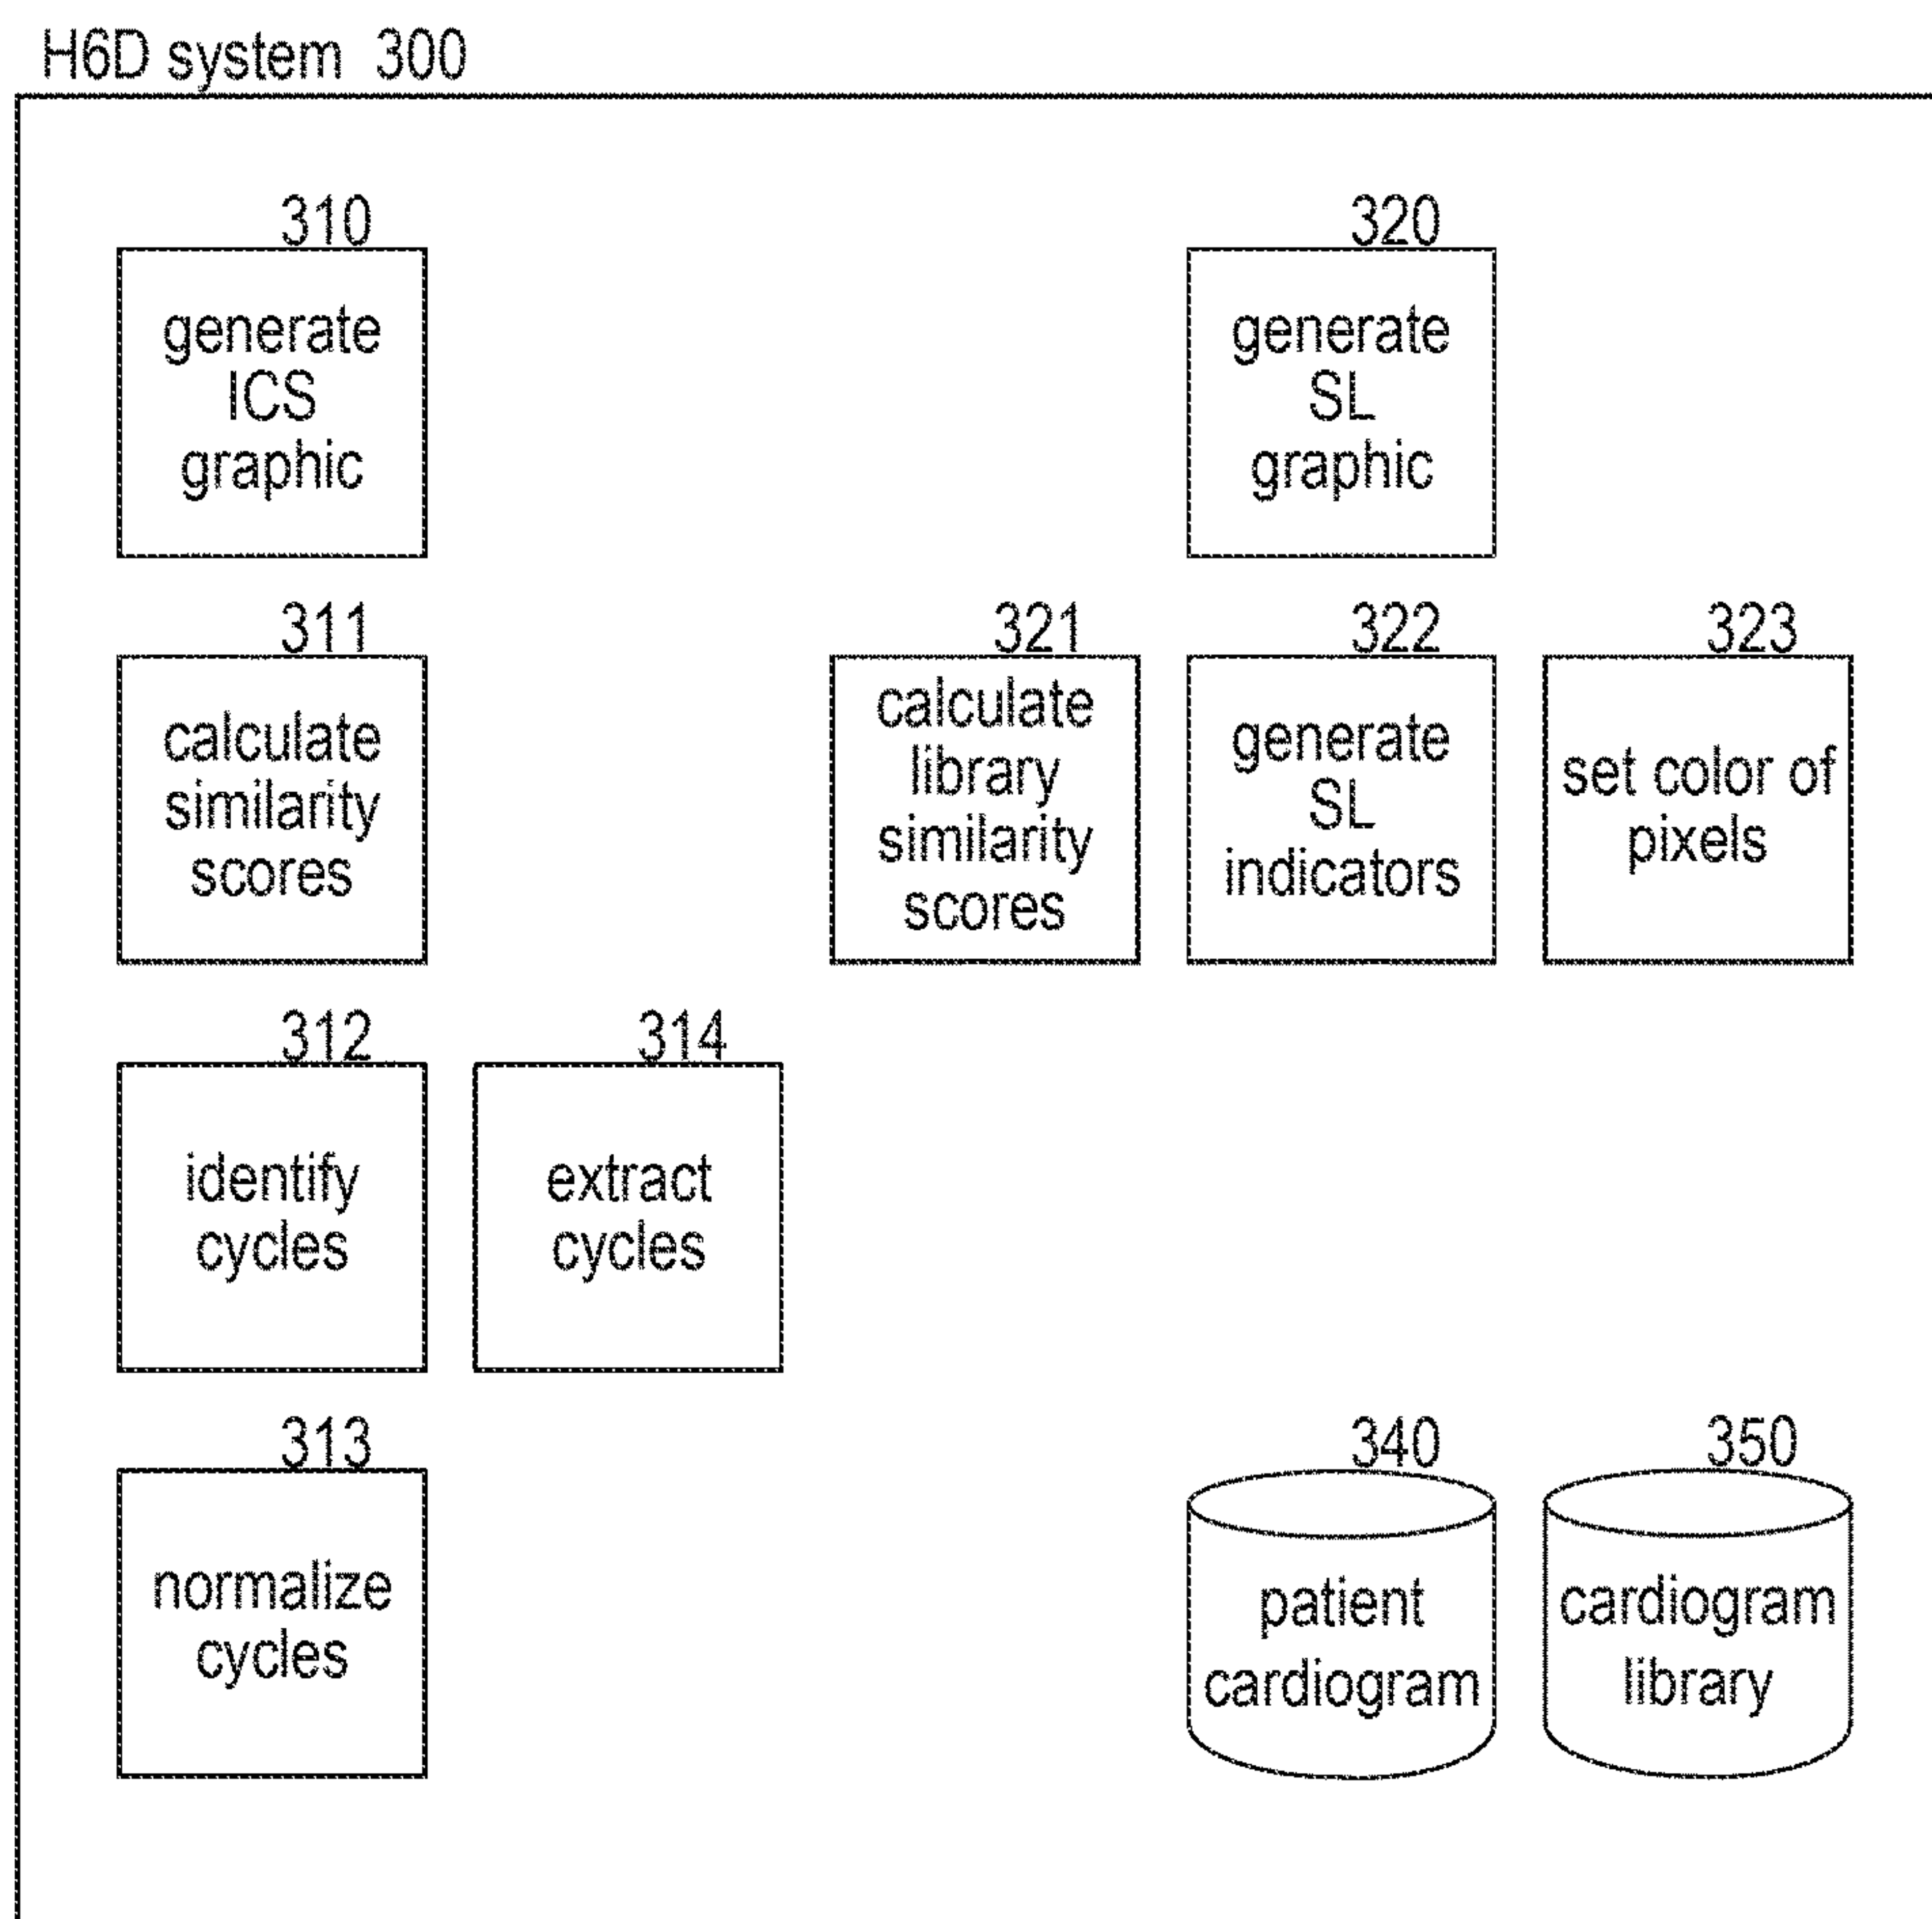 H6D system 300
310
generate
ICS
graphic
320
generate
SL
graphic
311
calculate
similarity
scores
321
calculate
library
similarity
scores
322
generate
SL
indicators
323
set color of
pixels
312
identify
cycles
314
extract
cycles
313
normalize
cycles
340
patient
cardiogram
350
cardiogram
library